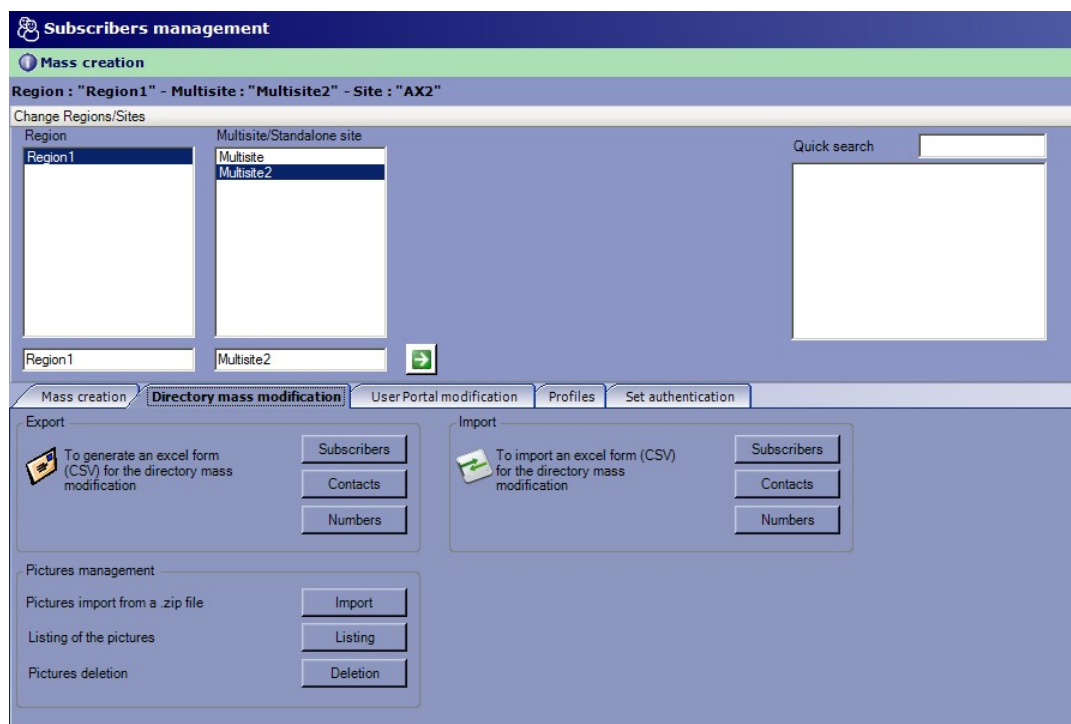 Subscribers management
Mass creation
Region : "Region1" - Multisite : "Multisite2" - Site : "AX2"
Change Regions/Sites
Region
Multisite/Standalone site
Quick search
Region1
Multisite
Multisite2
Region1
Multisite2
Mass creation
Directory mass modification
UserPortal modification
Profiles
Set authentication
Export
To generate an excel form
(CSV) for the directory mass
modification
Subscribers
Contacts
Numbers
Import
To import an excel form (CSV)
for the directory mass
modification
Subscribers
Contacts
Numbers
Pictures management
Pictures import from a .zip file
Import
Listing of the pictures
Listing
Pictures deletion
Deletion